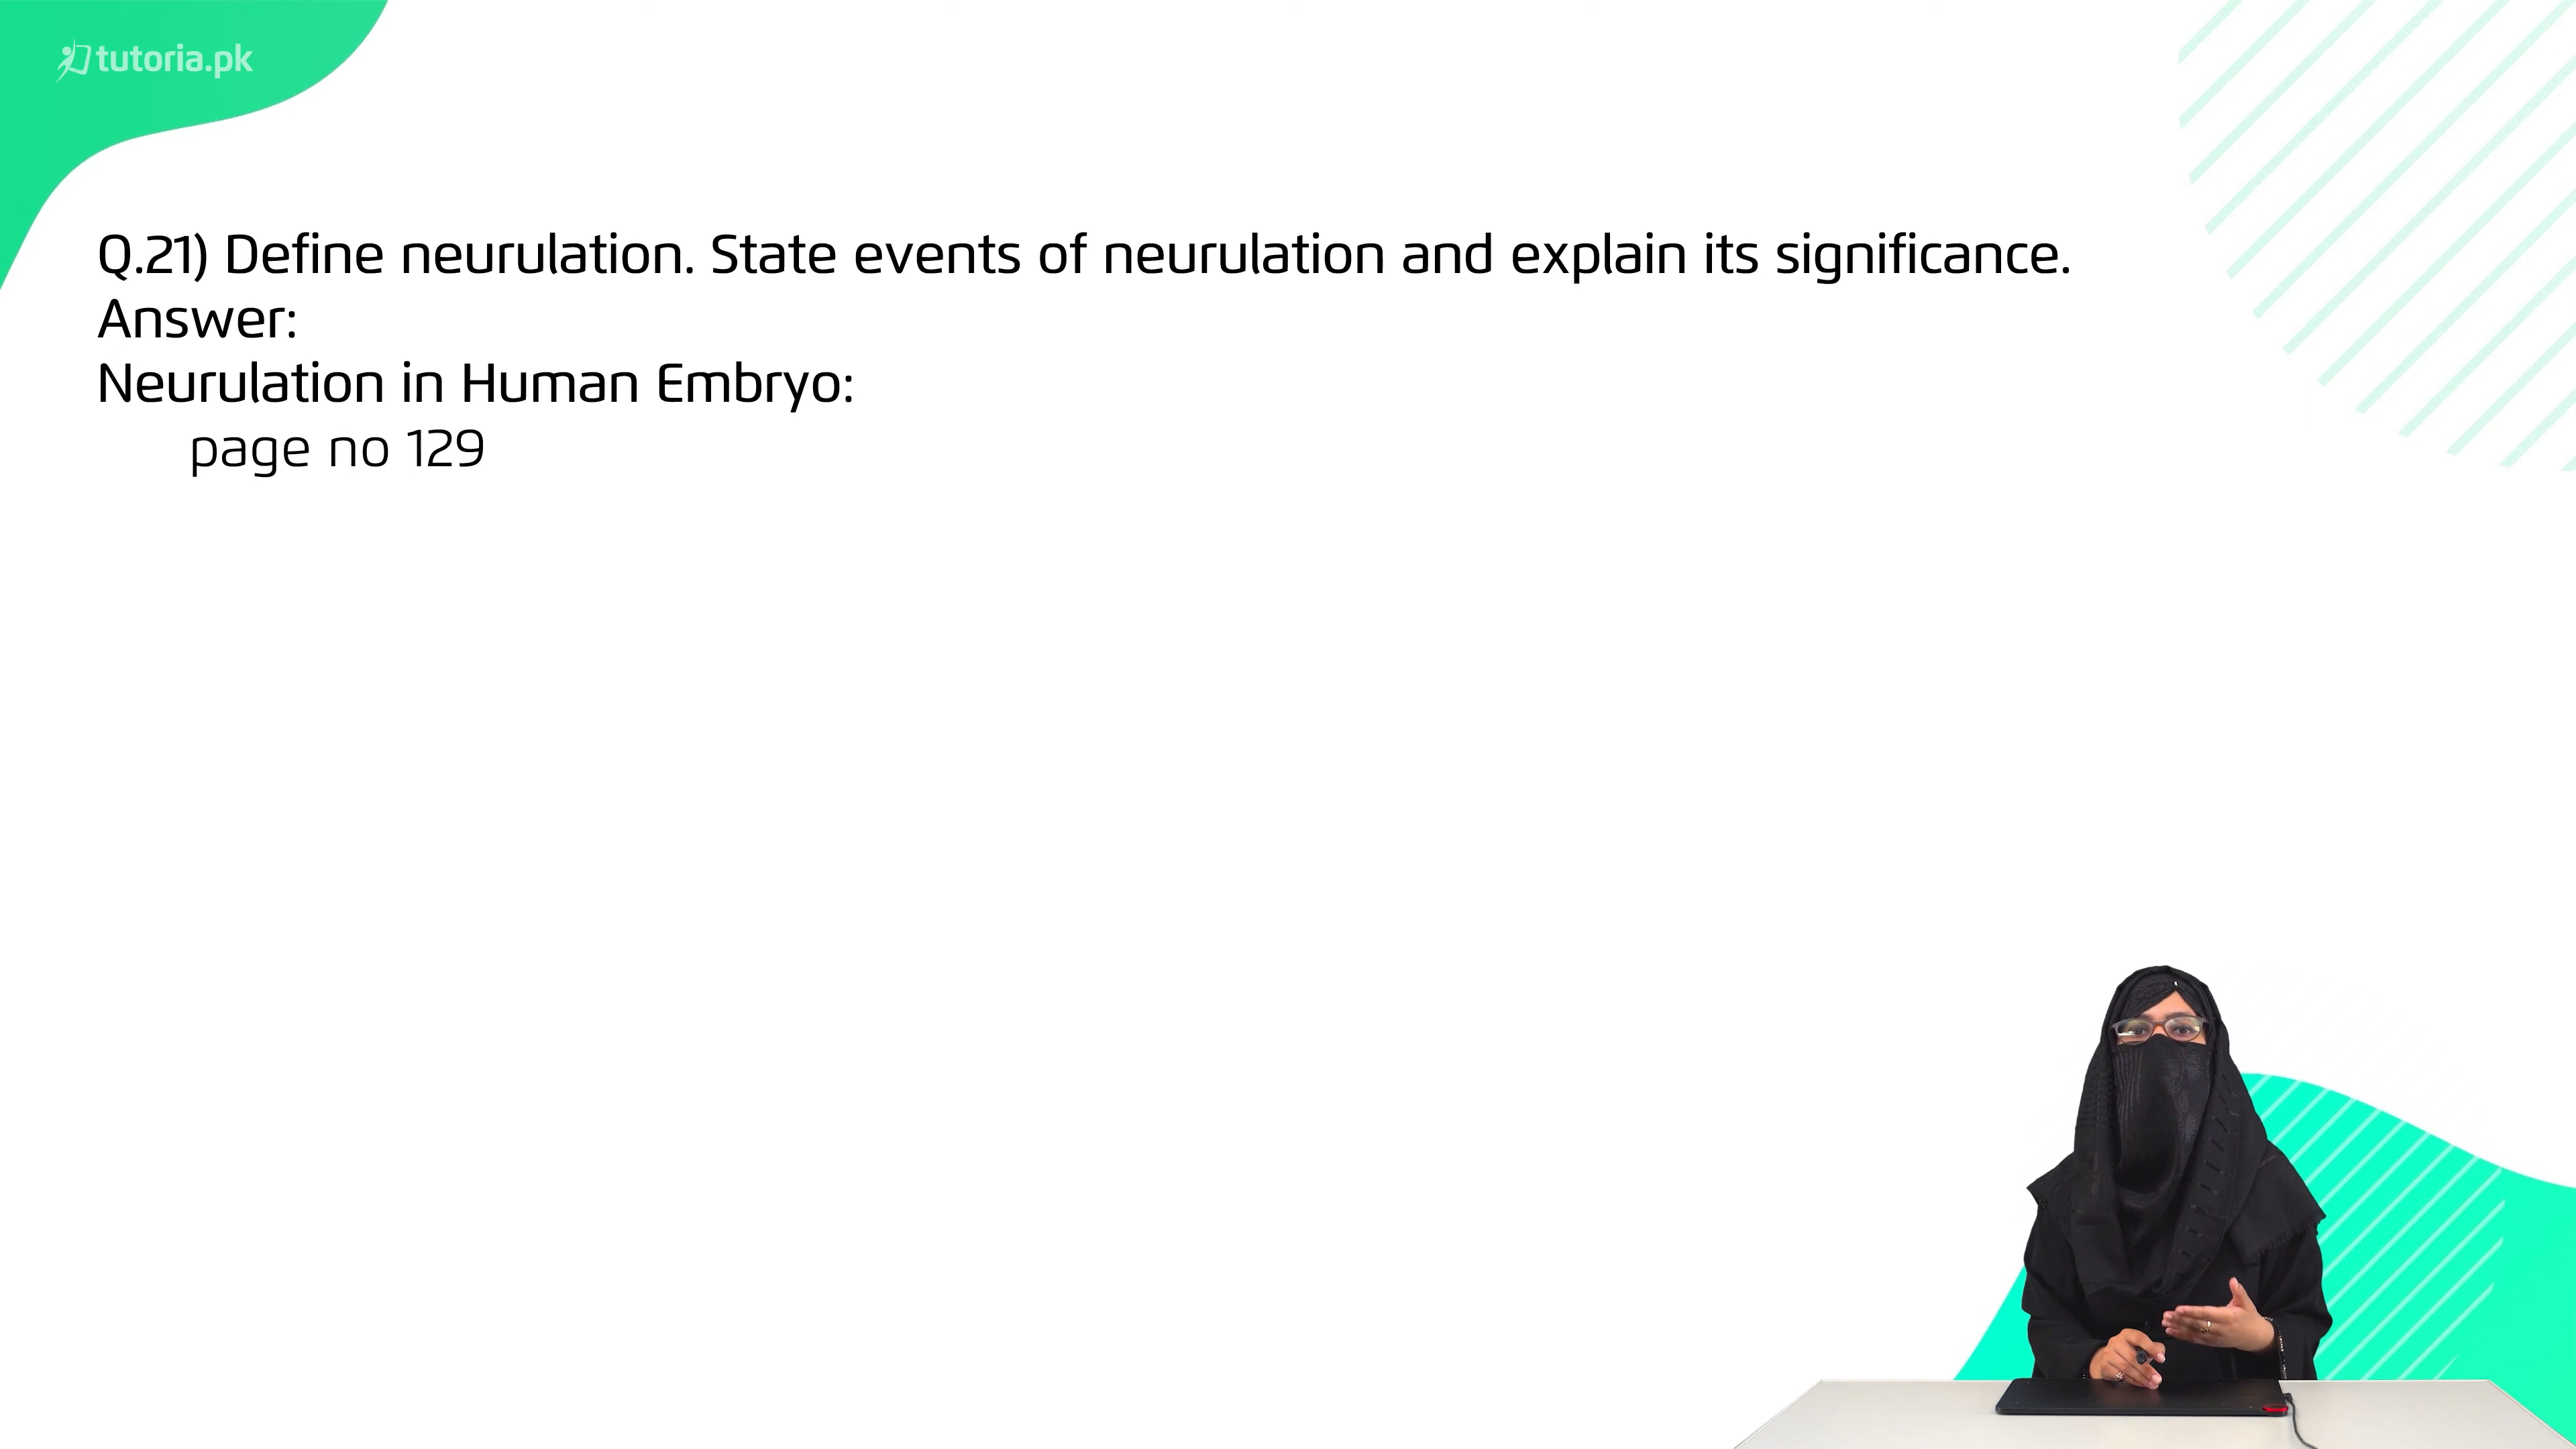 tutoria.pk
Q.21) Define neurulation. State events of neurulation and explain its significance.
Answer:
Neurulation in Human Embryo:
page no 129